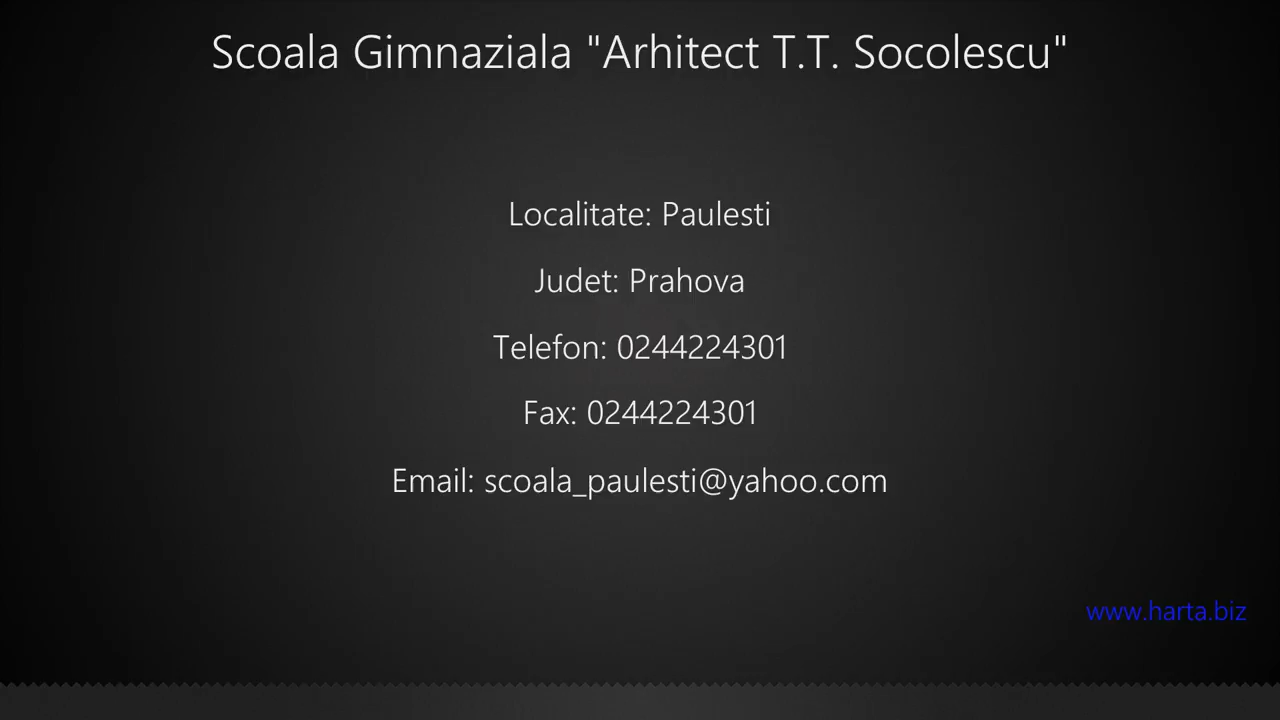 Scoala Gimnaziala "Arhitect T.T. Socolescu"
Localitate: Paulesti
Judet: Prahova
Telefon: 0244224301
Fax: 0244224301
Email: scoala_paulesti@yahoo.com
www.harta.biz